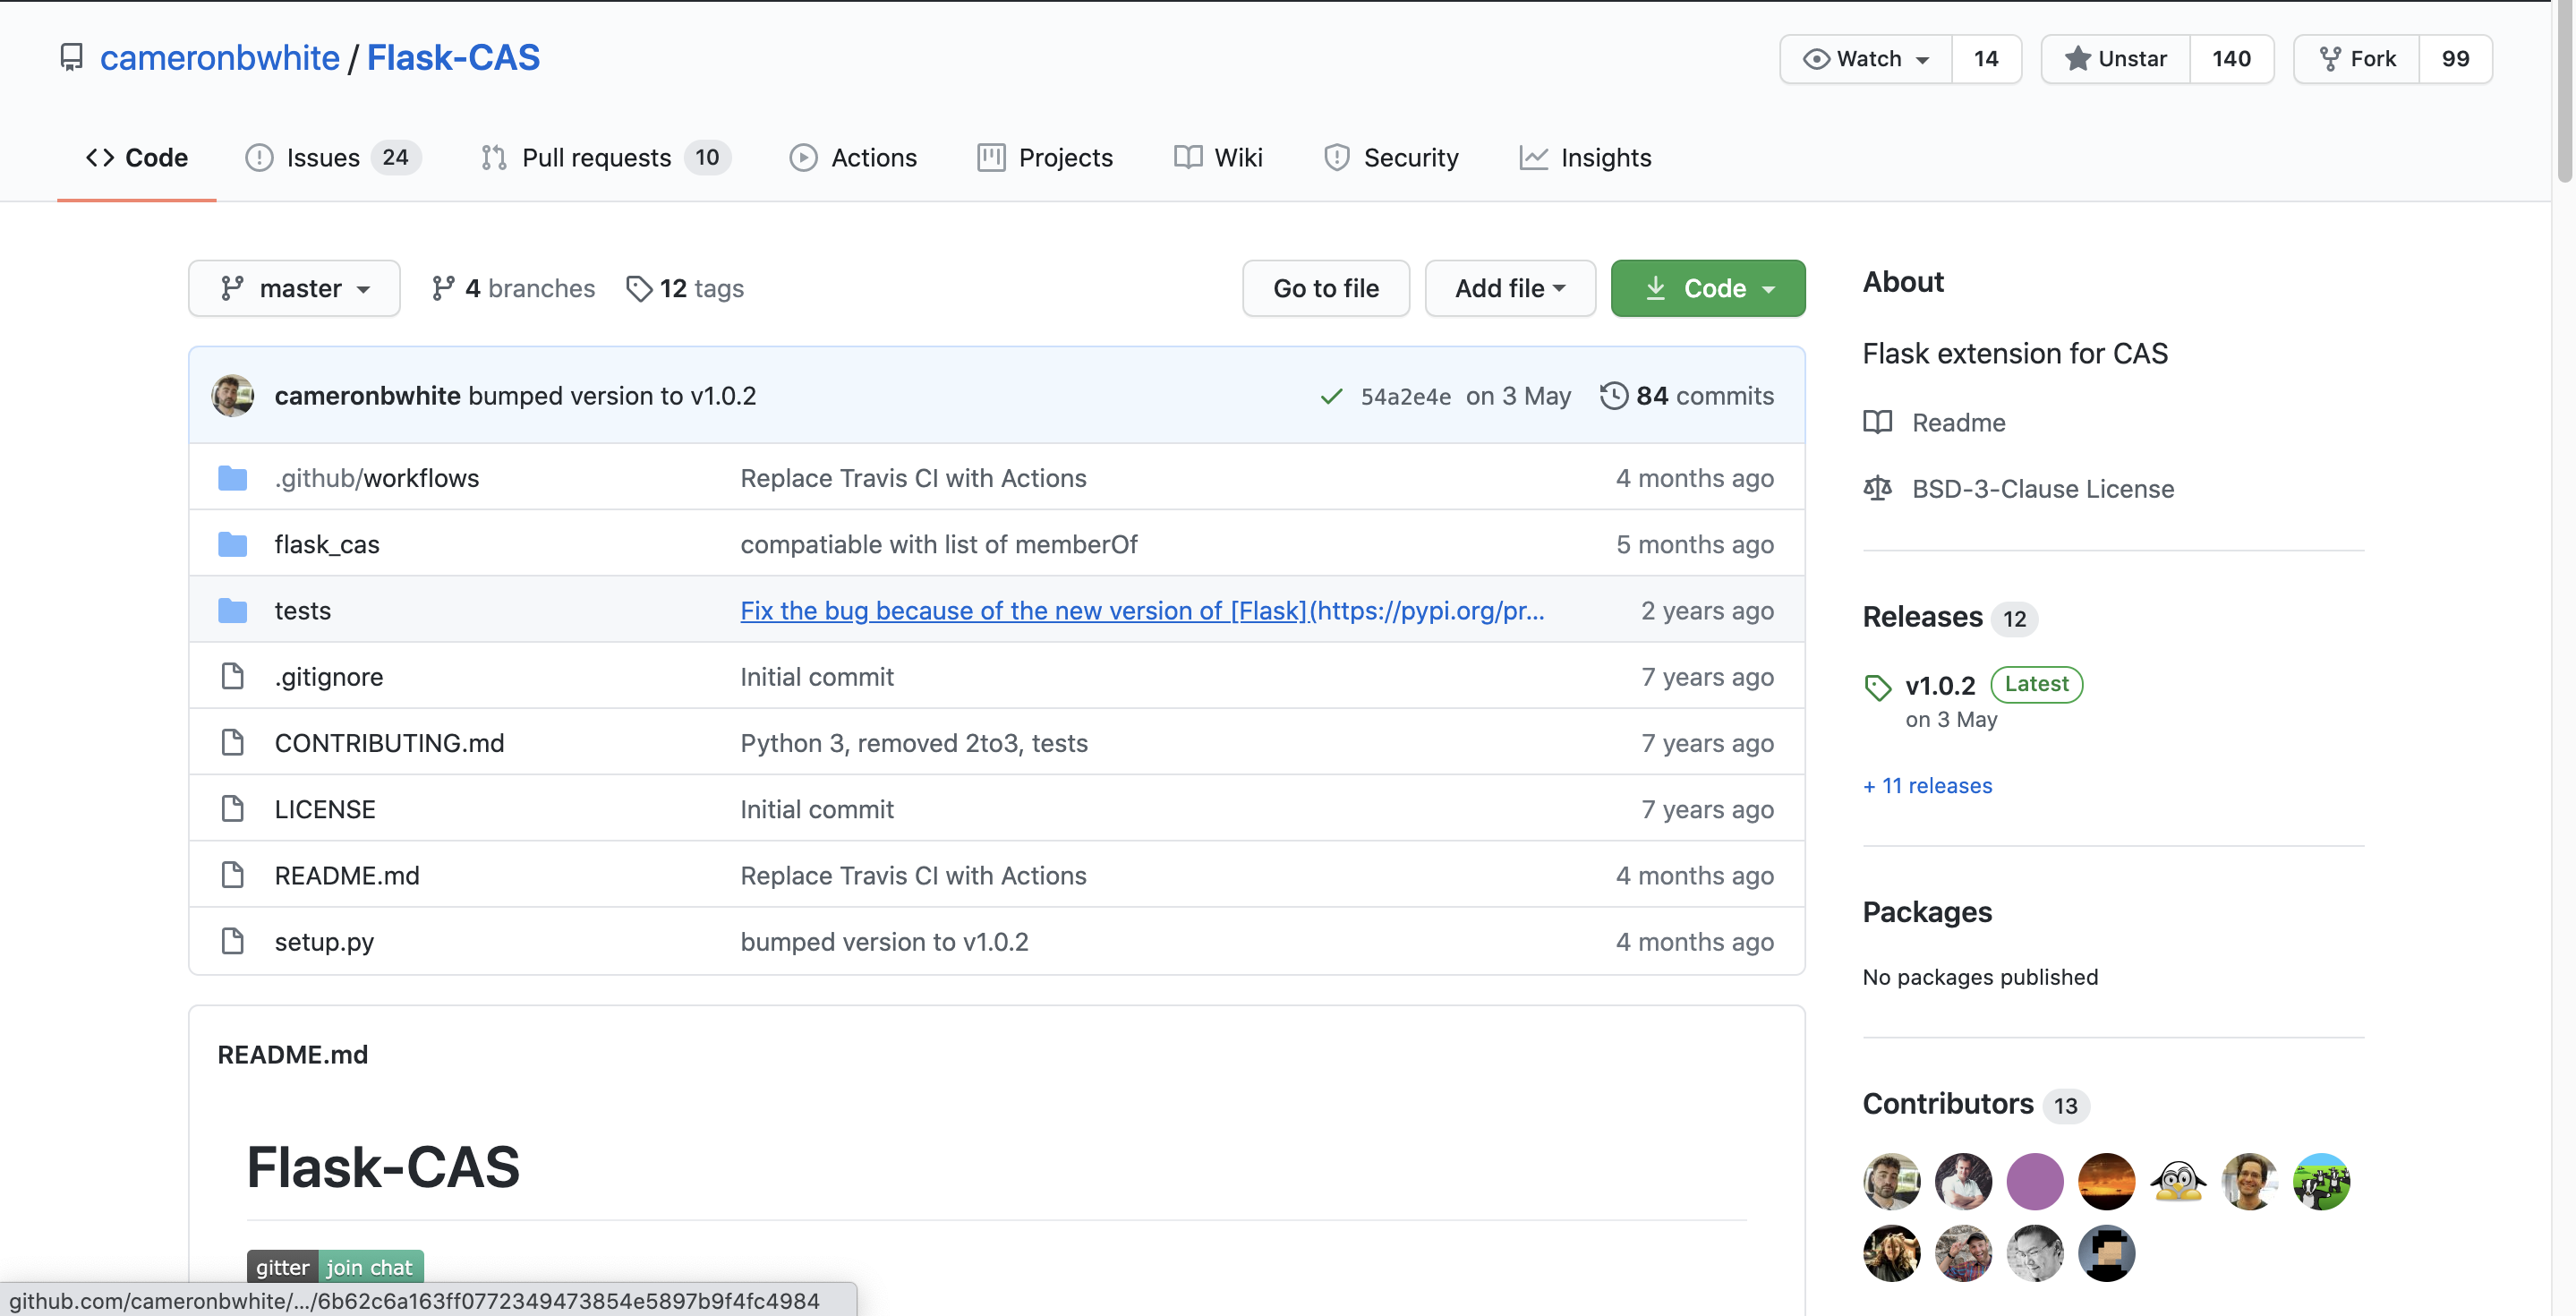 cameronbwhite / Flask-CAS
Watch 14
Unstar 140
Fork 99
Code
Issues 24
Pull requests 10
Actions
Projects
Wiki
Security
Insights
master
4 branches
12 tags
Go to file
Add file
Code
cameronbwhite bumped version to v1.0.2
54a2e4e on 3 May
84 commits
.github/workflows Replace Travis CI with Actions 4 months ago
flask_cas compatiable with list of memberOf 5 months ago
tests Fix the bug because of the new version of [Flask](https://pypi.org/pr... 2 years ago
.gitignore Initial commit 7 years ago
CONTRIBUTING.md Python 3, removed 2to3, tests 7 years ago
LICENSE Initial commit 7 years ago
README.md Replace Travis CI with Actions 4 months ago
setup.py bumped version to v1.0.2 4 months ago
README.md
Flask-CAS
gitter join chat
github.com/cameronbwhite/.../6b62c6a163ff0772349473854e5897b9f4fc4984
About
Flask extension for CAS
Readme
BSD-3-Clause License
Releases 12
v1.0.2 Latest
on 3 May
+ 11 releases
Packages
No packages published
Contributors 13